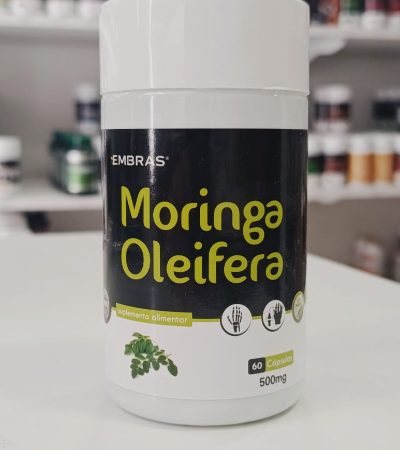 EMBRAS®
Moringa
Oleifera
suplemento alimentar
60 Cápsulas
500mg